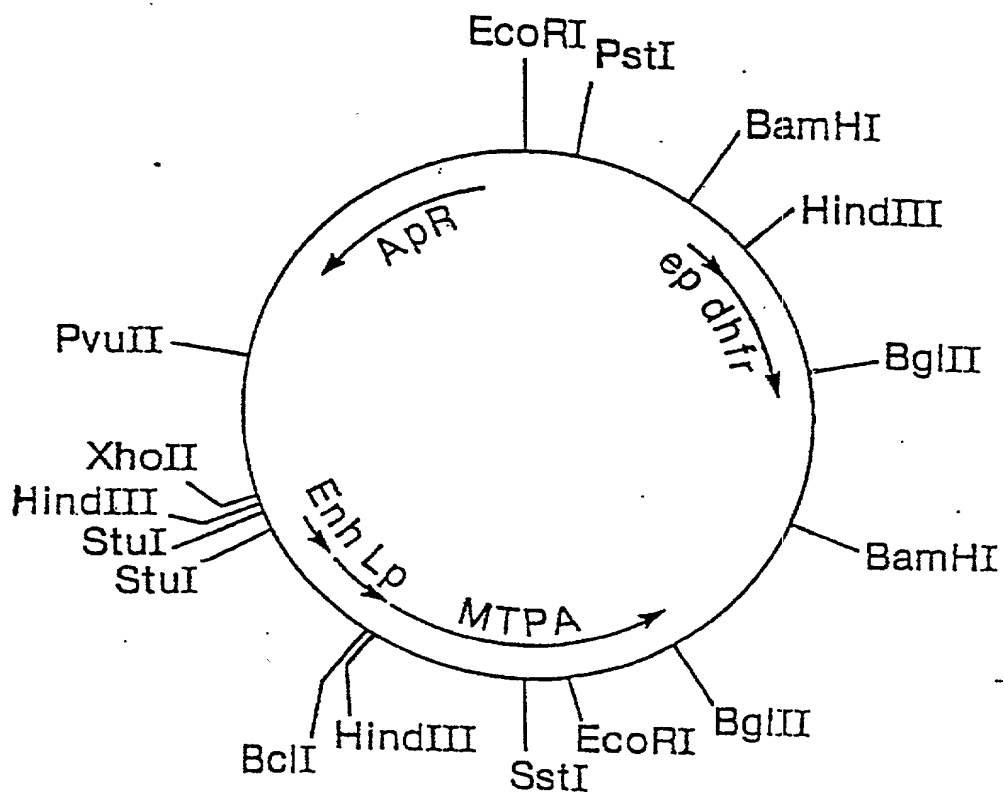 EcoRI
PstI
BamHI
HindIII
ApR
ep dhfr
PvuII
BglII
XhoII
HindIII
StuI
StuI
Enh Lp
MTPA
BamHI
BclI
HindIII
SstI
EcoRI
BglII